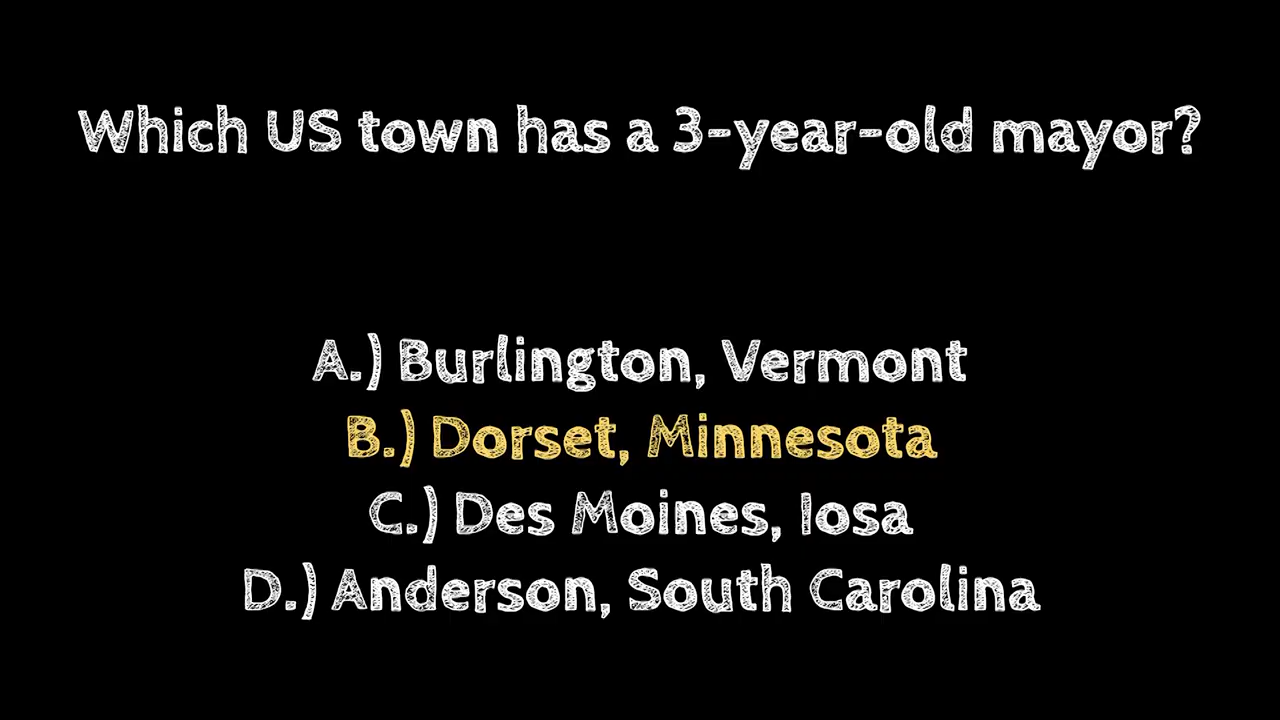 Which US town has a 3-year-old mayor?
A.) Burlington, Vermont
B.) Dorset, Minnesota
C.) Des Moines, Iosa
D.) Anderson, South Carolina